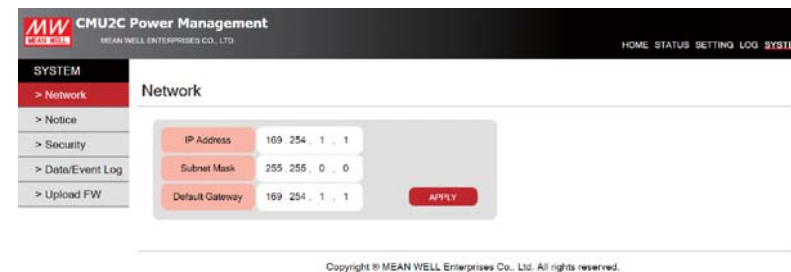 MW CMU2C Power Management
MEAN WELL MEAN WELL ENTERPRISES CO., LTD.
HOME STATUS SETTING LOG SYSTE
SYSTEM
> Network
> Notice
> Security
> Data/Event Log
> Upload FW
Network
IP Address 169 . 254 . 1 . 1
Subnet Mask 255 . 255 . 0 . 0
Default Gateway 169 . 254 . 1 . 1
APPLY
Copyright © MEAN WELL Enterprises Co., Ltd. All rights reserved.